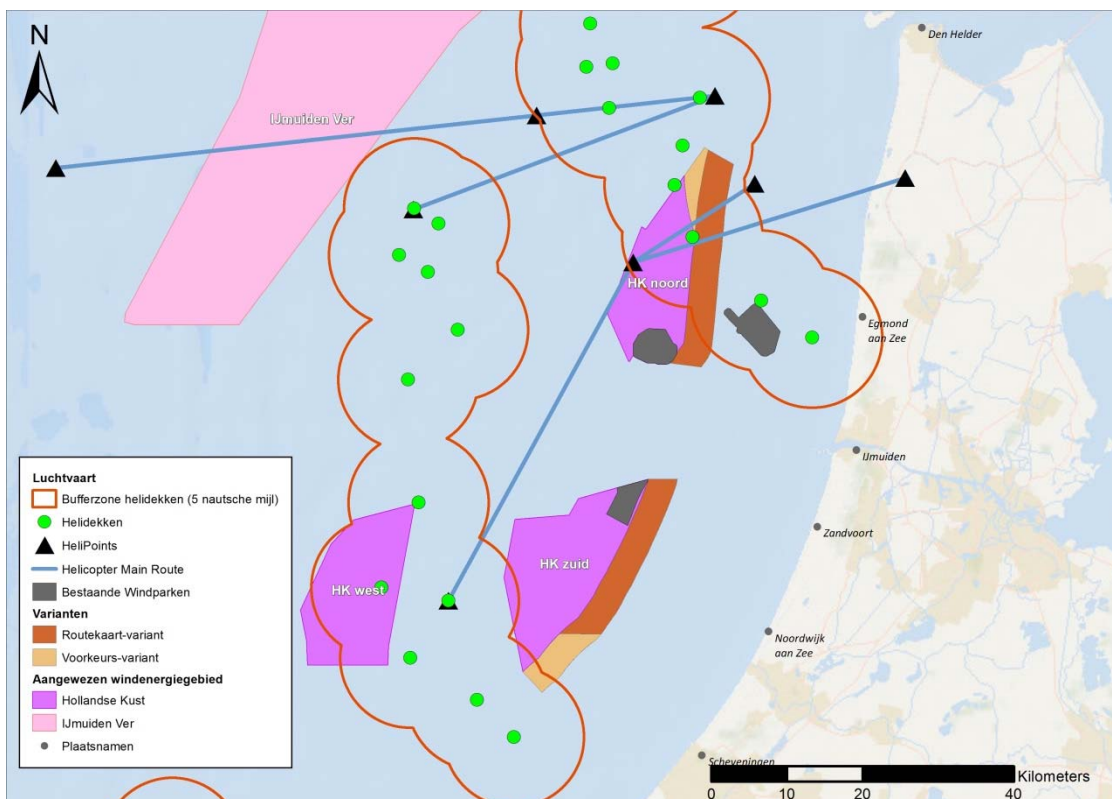 N
Den Helder
IJmuiden Ver
HK noord
Egmond
aan Zee
IJmuiden
Zandvoort
HK zuid
HK west
Noordwijk
aan Zee
Scheveningen
Luchtvaart
Bufferzone helidekken (5 nautsche mijl)
Helidekken
HeliPoints
Helicopter Main Route
Bestaande Windparken
Varianten
Routekaart-variant
Voorkeurs-variant
Aangewezen windenergiegebied
Hollandse Kust
IJmuiden Ver
Plaatsnamen
Kilometers
0 10 20 40